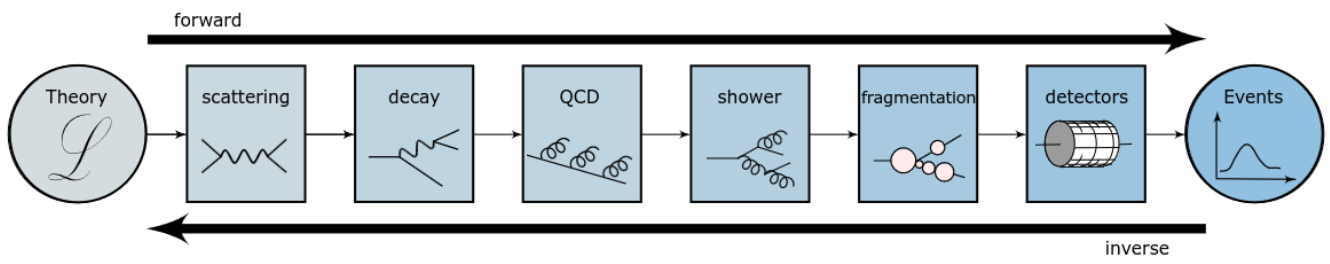 forward
Theory
ℒ
scattering
decay
QCD
shower
fragmentation
detectors
Events
inverse